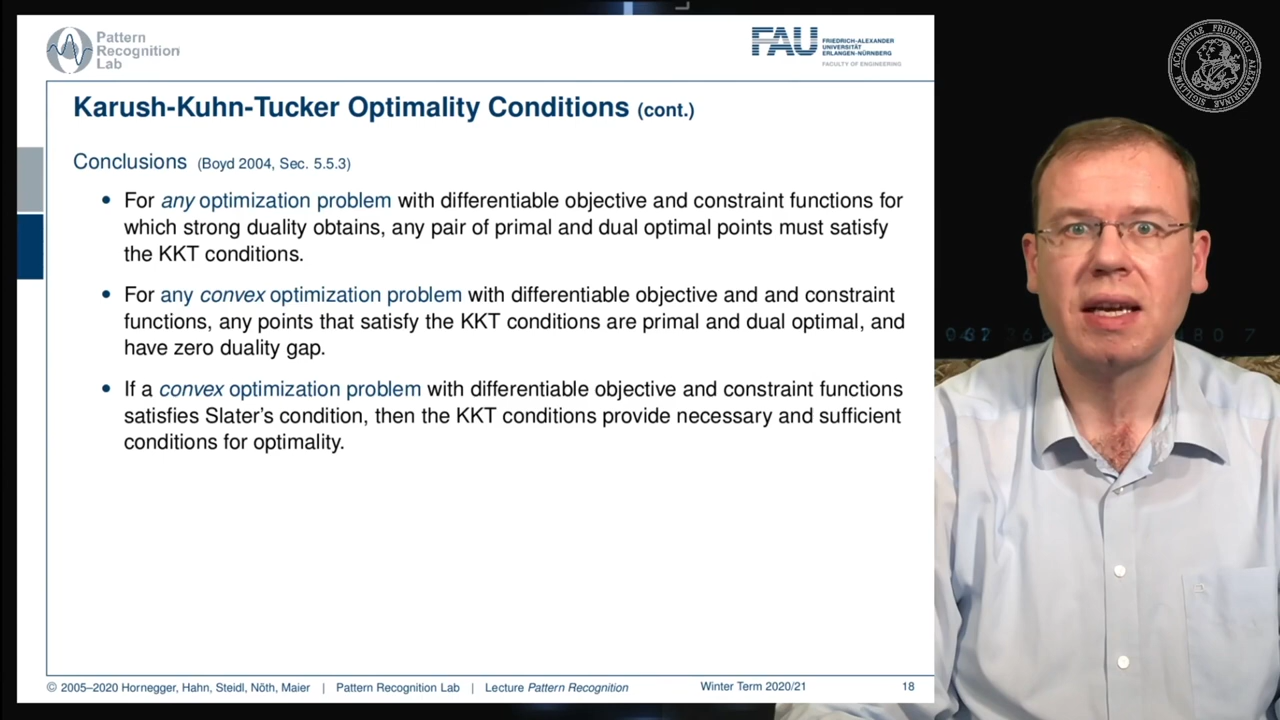 Pattern
Recognition
Lab
FAU FRIEDRICH-ALEXANDER
UNIVERSITÄT
ERLANGEN-NÜRNBERG
FACULTY OF ENGINEERING
Karush-Kuhn-Tucker Optimality Conditions (cont.)
Conclusions (Boyd 2004, Sec. 5.5.3)
• For any optimization problem with differentiable objective and constraint functions for
which strong duality obtains, any pair of primal and dual optimal points must satisfy
the KKT conditions.
• For any convex optimization problem with differentiable objective and and constraint
functions, any points that satisfy the KKT conditions are primal and dual optimal, and
have zero duality gap.
• If a convex optimization problem with differentiable objective and constraint functions
satisfies Slater's condition, then the KKT conditions provide necessary and sufficient
conditions for optimality.
© 2005–2020 Hornegger, Hahn, Steidl, Nöth, Maier | Pattern Recognition Lab | Lecture Pattern Recognition Winter Term 2020/21 18